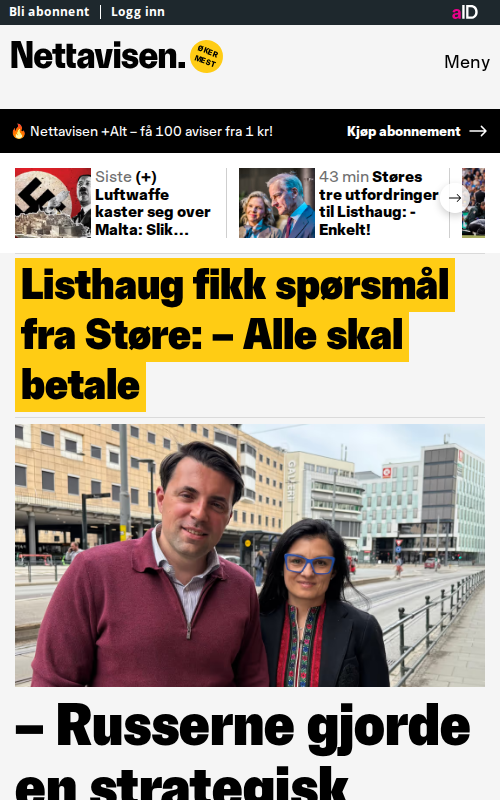 Bli abonnent
Logg inn
aID
Nettavisen.
ØKER
MEST
Meny
🔥 Nettavisen +Alt – få 100 aviser fra 1 kr!
Kjøp abonnement
Siste (+)
Luftwaffe
kaster seg over
Malta: Slik...
43 min Støres
tre utfordringer
til Listhaug: -
Enkelt!
Listhaug fikk spørsmål
fra Støre: – Alle skal
betale
– Russerne gjorde
en strategisk